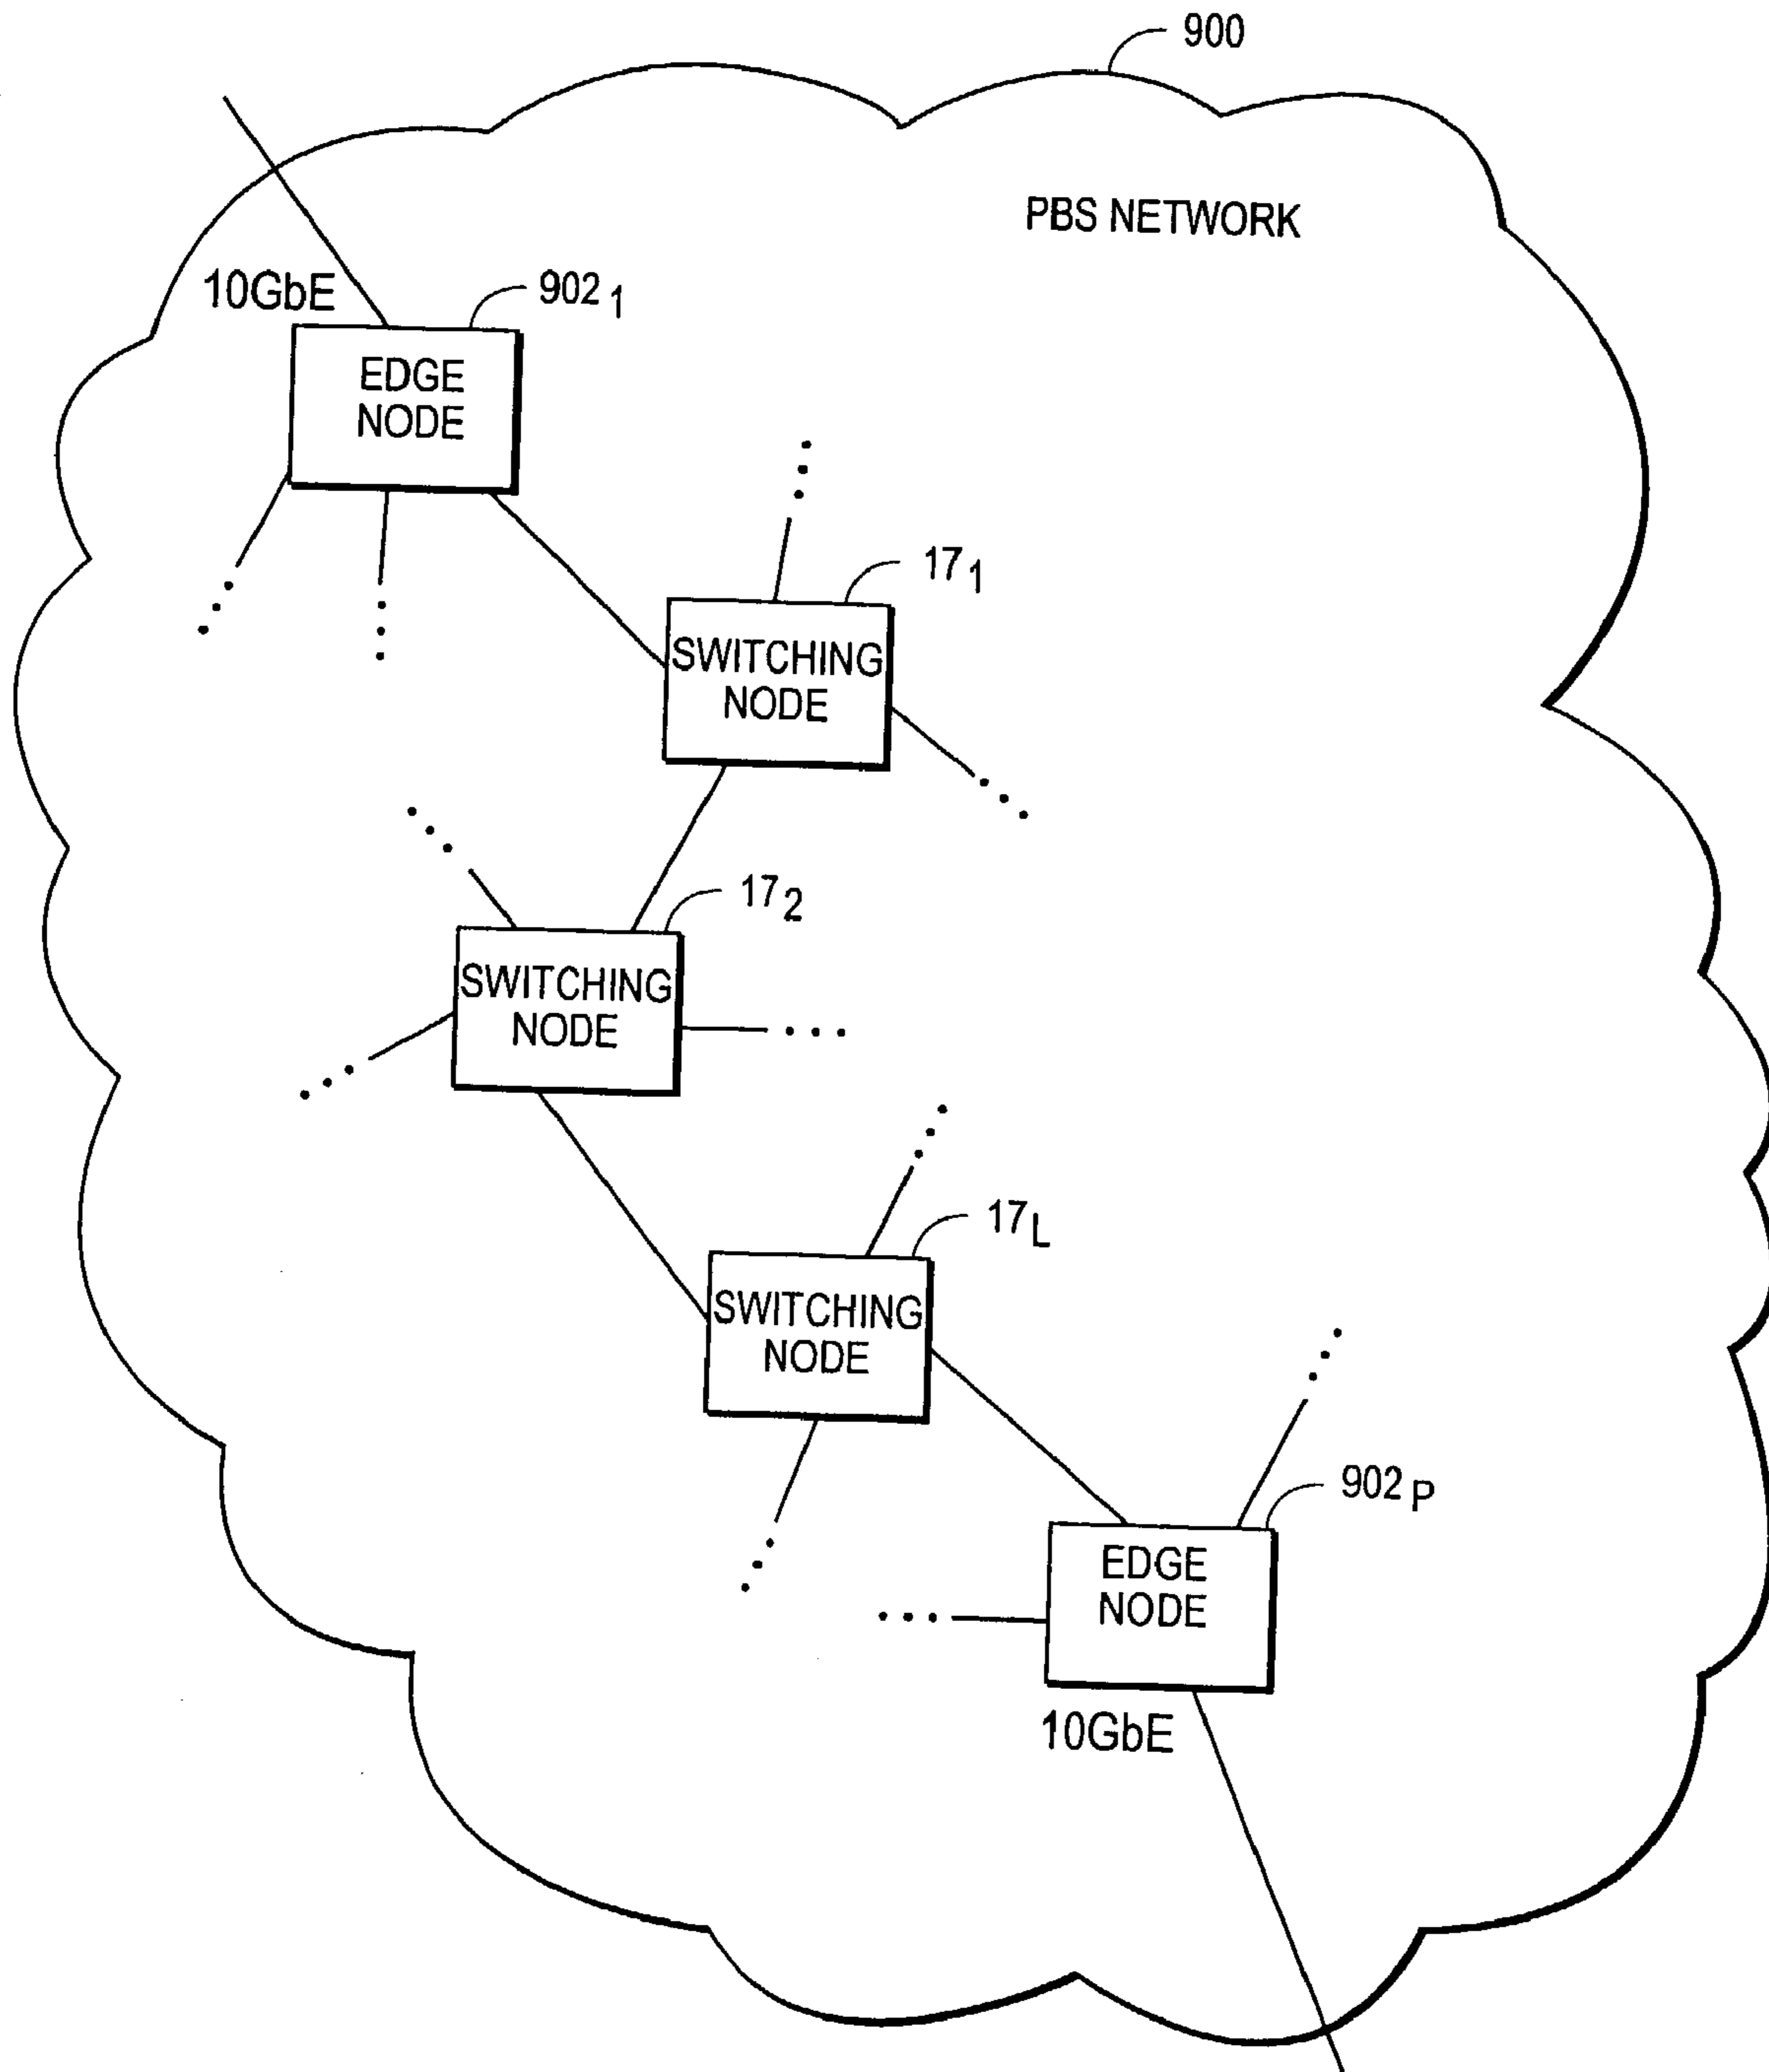 900
PBS NETWORK
10GbE
902 1
EDGE
NODE
17 1
SWITCHING
NODE
17 2
SWITCHING
NODE
17 L
SWITCHING
NODE
902 P
EDGE
NODE
10GbE